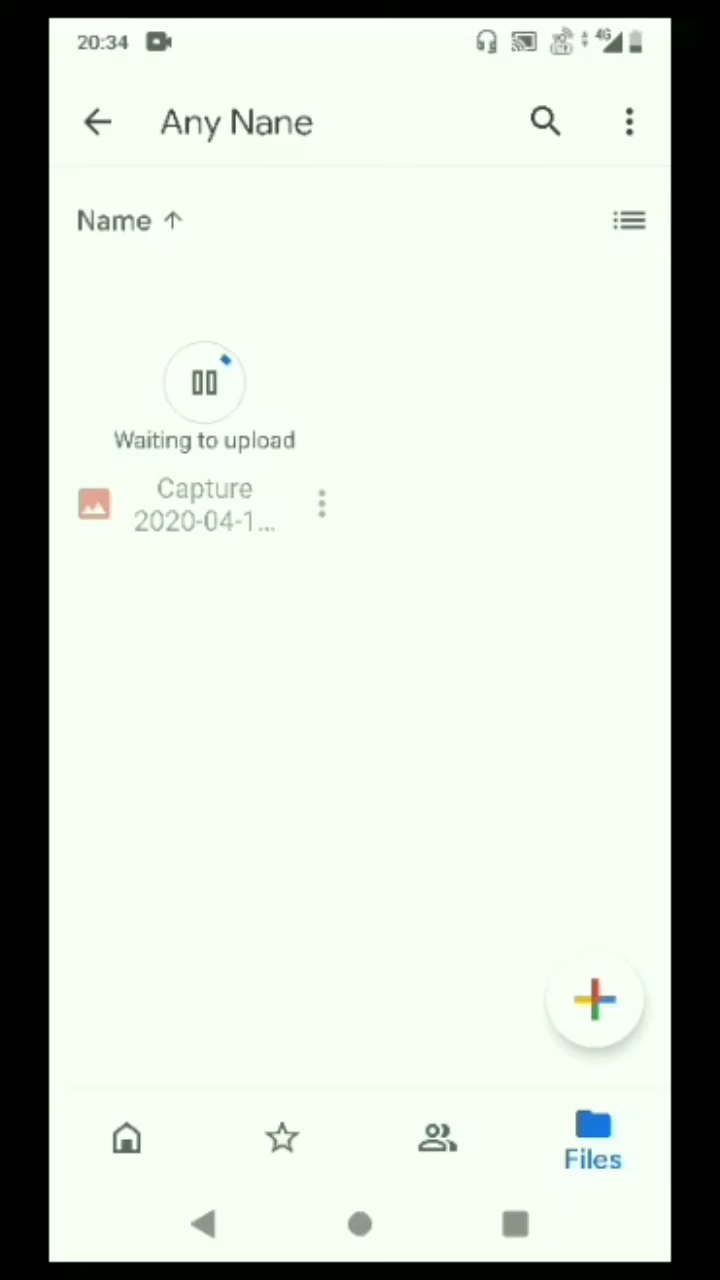 20:34
4G
Any Nane
Name
Waiting to upload
Capture
2020-04-1...
Files